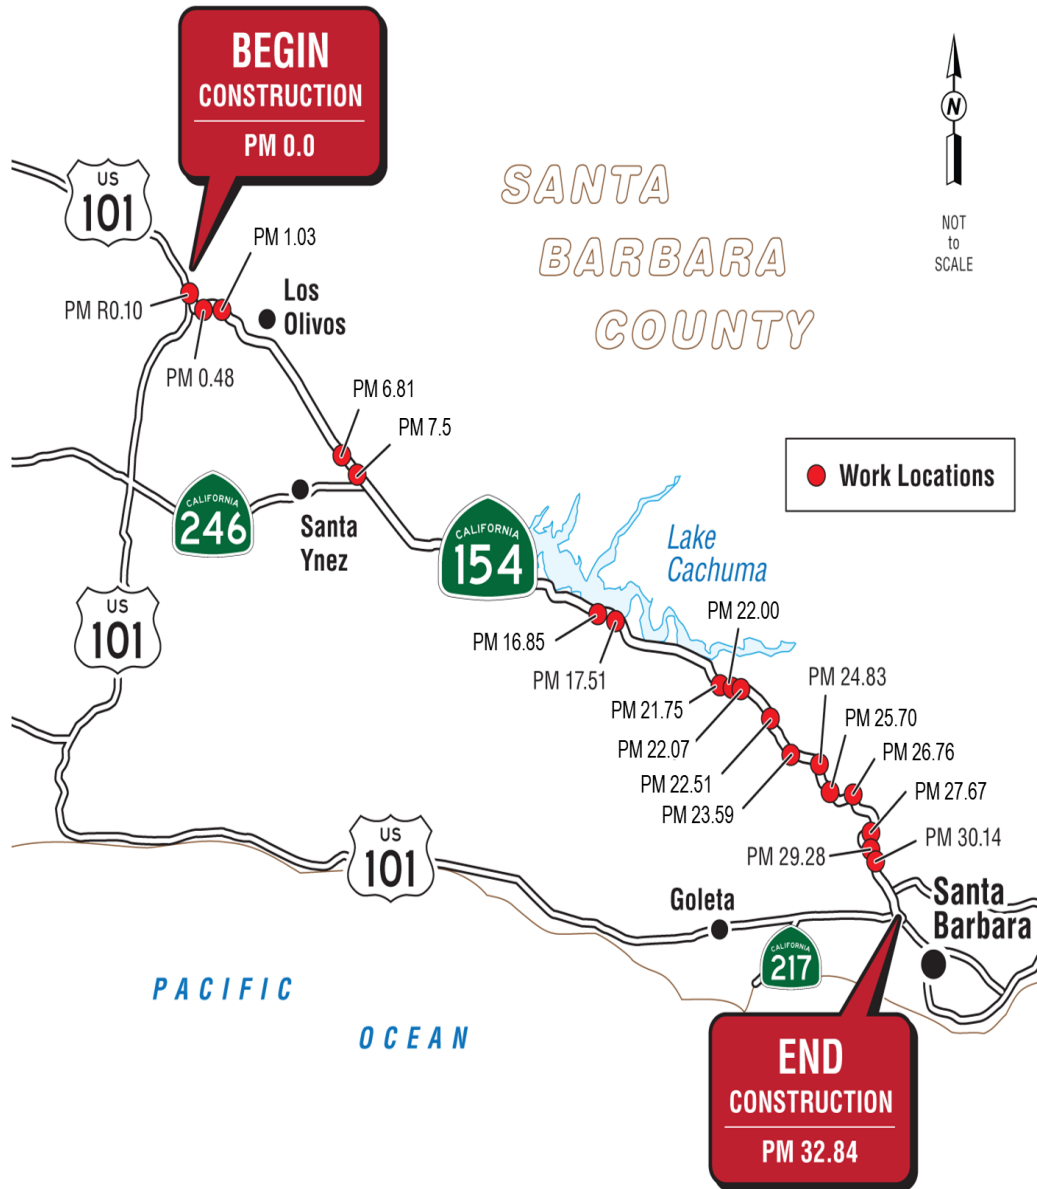 BEGIN
CONSTRUCTION
PM 0.0
N
NOT
to
SCALE
SANTA
BARBARA
COUNTY
US
101
PM 1.03
PM R0.10
Los
Olivos
PM 0.48
PM 6.81
PM 7.5
Work Locations
CALIFORNIA
246
Santa
Ynez
CALIFORNIA
154
Lake
Cachuma
US
101
PM 22.00
PM 16.85
PM 17.51
PM 24.83
PM 21.75
PM 25.70
PM 22.07
PM 26.76
PM 22.51
PM 27.67
PM 23.59
PM 30.14
PM 29.28
US
101
Goleta
Santa
Barbara
CALIFORNIA
217
PACIFIC
OCEAN
END
CONSTRUCTION
PM 32.84